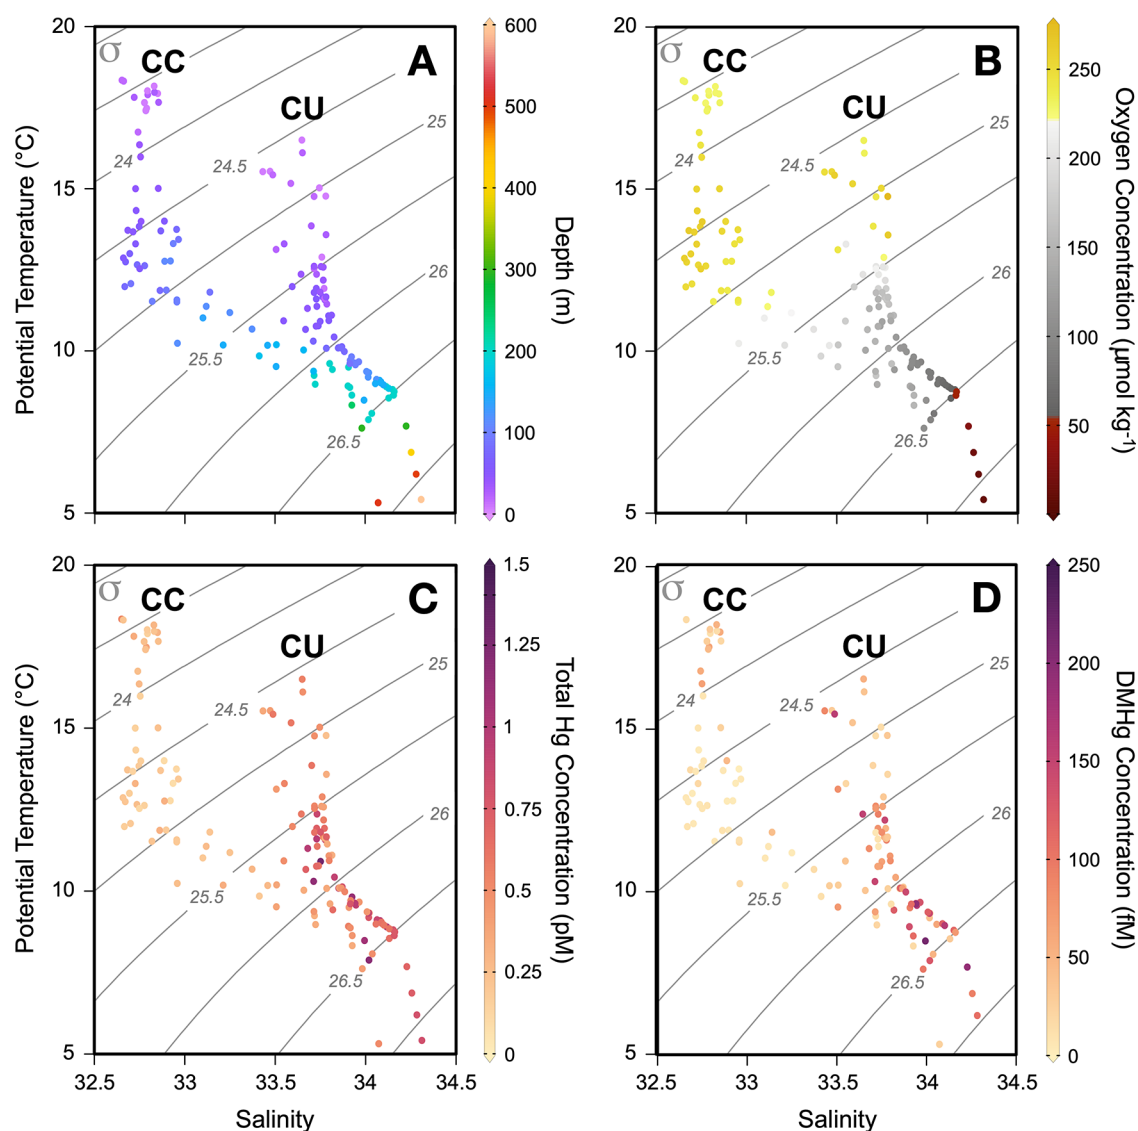 20
15
10
5
Potential Temperature (°C)
σ
CC
CU
A
24
24.5
25
25.5
26
26.5
600
500
400
300
200
100
0
Depth (m)
20
15
10
5
σ
CC
CU
B
24
24.5
25
25.5
26
26.5
250
200
150
100
50
Oxygen Concentration (μmol kg-1)
20
15
10
5
Potential Temperature (°C)
σ
CC
CU
C
24
24.5
25
25.5
26
26.5
32.5 33 33.5 34 34.5
Salinity
1.5
1.25
1
0.75
0.5
0.25
0
Total Hg Concentration (pM)
20
15
10
5
σ
CC
CU
D
24
24.5
25
25.5
26
26.5
32.5 33 33.5 34 34.5
Salinity
250
200
150
100
50
0
DMHg Concentration (fM)